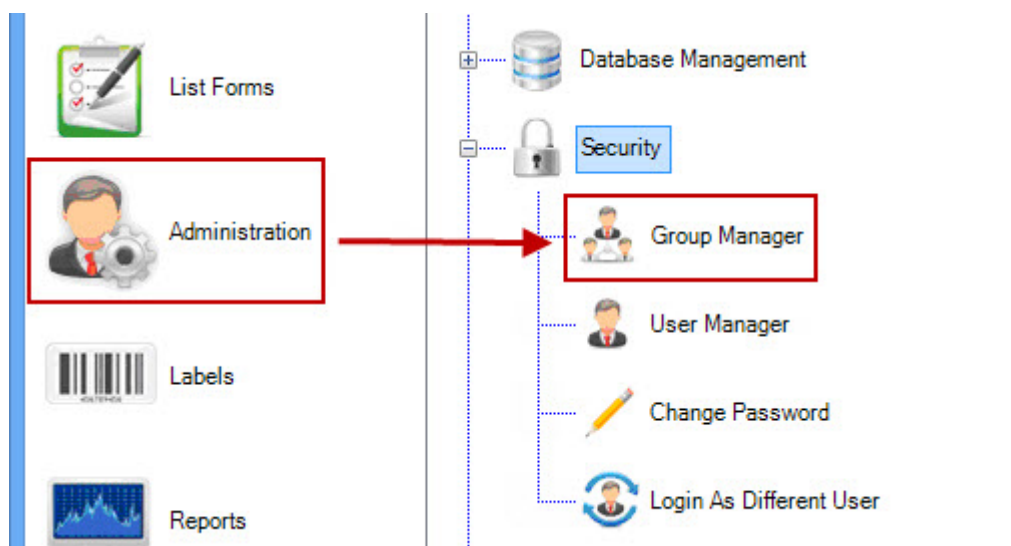 List Forms
Administration
Labels
Reports
Database Management
Security
Group Manager
User Manager
Change Password
Login As Different User